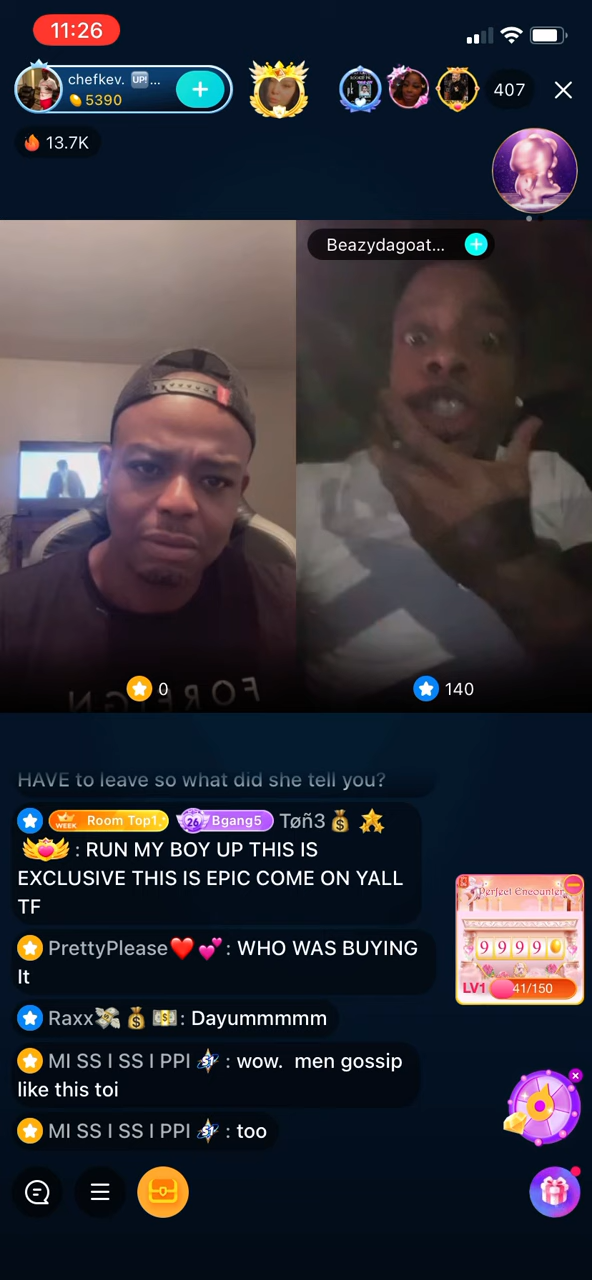 11:26
chefkev. UP! ...
5390
407
13.7K
Beazydagoat...
FOREIGN
0
140
HAVE to leave so what did she tell you?
WEEK Room Top1 26 Bgang5 Tøñ3💰
: RUN MY BOY UP THIS IS
EXCLUSIVE THIS IS EPIC COME ON YALL
TF
PrettyPlease❤️💕: WHO WAS BUYING
It
Raxx💸💰💵: Dayummmmm
MI SS I SS I PPI S1 : wow. men gossip
like this toi
MI SS I SS I PPI S1 : too
Perfect Encounter
9 9 9 9
LV1 41/150